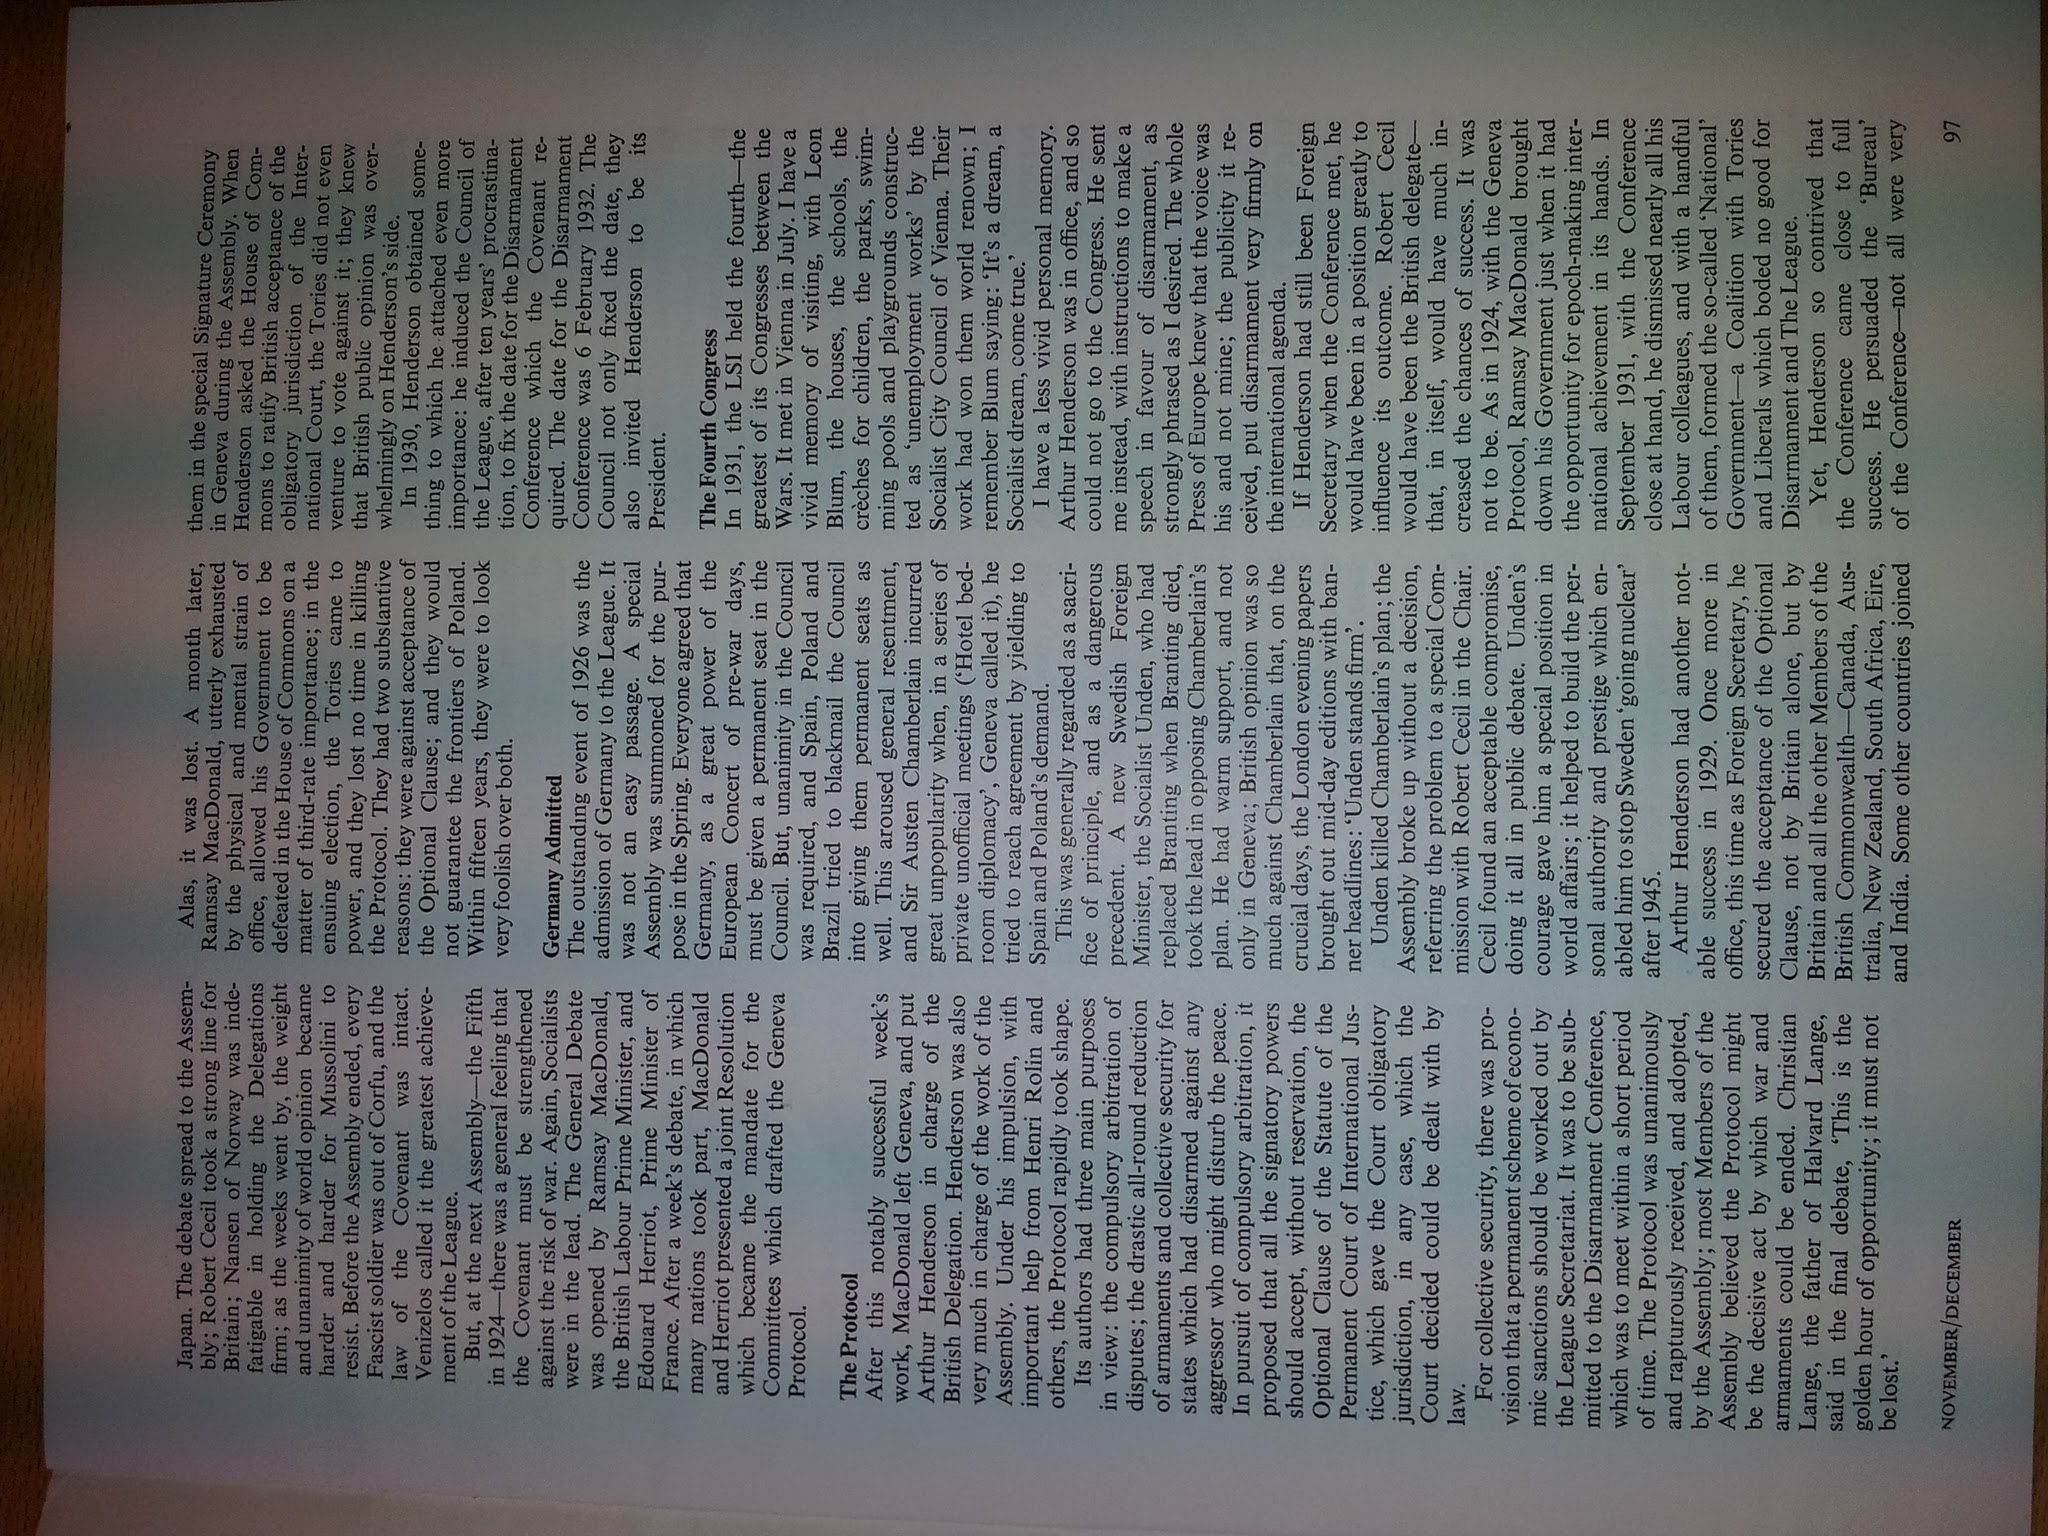 Japan. The debate spread to the Assem-
bly; Robert Cecil took a strong line for
Britain; Nansen of Norway was inde-
fatigable in holding the Delegations
firm; as the weeks went by, the weight
and unanimity of world opinion became
harder and harder for Mussolini to
resist. Before the Assembly ended, every
Fascist soldier was out of Corfu, and the
law of the Covenant was intact.
Venizelos called it the greatest achieve-
ment of the League.
But, at the next Assembly—the Fifth
in 1924—there was a general feeling that
the Covenant must be strengthened
against the risk of war. Again, Socialists
were in the lead. The General Debate
was opened by Ramsay MacDonald,
the British Labour Prime Minister, and
Edouard Herriot, Prime Minister of
France. After a week's debate, in which
many nations took part, MacDonald
and Herriot presented a joint Resolution
which became the mandate for the
Committees which drafted the Geneva
Protocol.
The Protocol
After this notably successful week's
work, MacDonald left Geneva, and put
Arthur Henderson in charge of the
British Delegation. Henderson was also
very much in charge of the work of the
Assembly. Under his impulsion, with
important help from Henri Rolin and
others, the Protocol rapidly took shape.
Its authors had three main purposes
in view: the compulsory arbitration of
disputes; the drastic all-round reduction
of armaments and collective security for
states which had disarmed against any
aggressor who might disturb the peace.
In pursuit of compulsory arbitration, it
proposed that all the signatory powers
should accept, without reservation, the
Optional Clause of the Statute of the
Permanent Court of International Jus-
tice, which gave the Court obligatory
jurisdiction, in any case, which the
Court decided could be dealt with by
law.
For collective security, there was pro-
vision that a permanent scheme of econo-
mic sanctions should be worked out by
the League Secretariat. It was to be sub-
mitted to the Disarmament Conference,
which was to meet within a short period
of time. The Protocol was unanimously
and rapturously received, and adopted,
by the Assembly; most Members of the
Assembly believed the Protocol might
be the decisive act by which war and
armaments could be ended. Christian
Lange, the father of Halvard Lange,
said in the final debate, 'This is the
golden hour of opportunity; it must not
be lost.'
Alas, it was lost. A month later,
Ramsay MacDonald, utterly exhausted
by the physical and mental strain of
office, allowed his Government to be
defeated in the House of Commons on a
matter of third-rate importance; in the
ensuing election, the Tories came to
power, and they lost no time in killing
the Protocol. They had two substantive
reasons: they were against acceptance of
the Optional Clause; and they would
not guarantee the frontiers of Poland.
Within fifteen years, they were to look
very foolish over both.
Germany Admitted
The outstanding event of 1926 was the
admission of Germany to the League. It
was not an easy passage. A special
Assembly was summoned for the pur-
pose in the Spring. Everyone agreed that
Germany, as a great power of the
European Concert of pre-war days,
must be given a permanent seat in the
Council. But, unanimity in the Council
was required, and Spain, Poland and
Brazil tried to blackmail the Council
into giving them permanent seats as
well. This aroused general resentment,
and Sir Austen Chamberlain incurred
great unpopularity when, in a series of
private unofficial meetings ('Hotel bed-
room diplomacy', Geneva called it), he
tried to reach agreement by yielding to
Spain and Poland's demand.
This was generally regarded as a sacri-
fice of principle, and as a dangerous
precedent. A new Swedish Foreign
Minister, the Socialist Uden, who had
replaced Branting when Branting died,
took the lead in opposing Chamberlain's
plan. He had warm support, and not
only in Geneva; British opinion was so
much against Chamberlain that, on the
crucial days, the London evening papers
brought out mid-day editions with ban-
ner headlines: 'Uden stands firm'.
Unden killed Chamberlain's plan; the
Assembly broke up without a decision,
referring the problem to a special Com-
mission with Robert Cecil in the Chair.
Cecil found an acceptable compromise,
doing it all in public debate. Unden's
courage gave him a special position in
world affairs; it helped to build the per-
sonal authority and prestige which en-
abled him to stop Sweden 'going nuclear'
after 1945.
Arthur Henderson had another not-
able success in 1929. Once more in
office, this time as Foreign Secretary, he
secured the acceptance of the Optional
Clause, not by Britain alone, but by
Britain and all the other Members of the
British Commonwealth—Canada, Aus-
tralia, New Zealand, South Africa, Eire,
and India. Some other countries joined
them in the special Signature Ceremony
in Geneva during the Assembly. When
Henderson asked the House of Com-
mons to ratify British acceptance of the
obligatory jurisdiction of the Inter-
national Court, the Tories did not even
venture to vote against it; they knew
that British public opinion was over-
whelmingly on Henderson's side.
In 1930, Henderson obtained some-
thing to which he attached even more
importance: he induced the Council of
the League, after ten years' procrastina-
tion, to fix the date for the Disarmament
Conference which the Covenant re-
quired. The date for the Disarmament
Conference was 6 February 1932. The
Council not only fixed the date, they
also invited Henderson to be its
President.
The Fourth Congress
In 1931, the LSI held the fourth—the
greatest of its Congresses between the
Wars. It met in Vienna in July. I have a
vivid memory of visiting, with Leon
Blum, the houses, the schools, the
crèches for children, the parks, swim-
ming pools and playgrounds construc-
ted as 'unemployment works' by the
Socialist City Council of Vienna. Their
work had won them world renown; I
remember Blum saying: 'It's a dream, a
Socialist dream, come true.'
I have a less vivid personal memory.
Arthur Henderson was in office, and so
could not go to the Congress. He sent
me instead, with instructions to make a
speech in favour of disarmament, as
strongly phrased as I desired. The whole
Press of Europe knew that the voice was
his and not mine; the publicity it re-
ceived, put disarmament very firmly on
the international agenda.
If Henderson had still been Foreign
Secretary when the Conference met, he
would have been in a position greatly to
influence its outcome. Robert Cecil
would have been the British delegate—
that, in itself, would have much in-
creased the chances of success. It was
not to be. As in 1924, with the Geneva
Protocol, Ramsay MacDonald brought
down his Government just when it had
the opportunity for epoch-making inter-
national achievement in its hands. In
September 1931, with the Conference
close at hand, he dismissed nearly all his
Labour colleagues, and with a handful
of them, formed the so-called 'National'
Government—a Coalition with Tories
and Liberals which boded no good for
Disarmament and The League.
Yet, Henderson so contrived that
the Conference came close to full
success. He persuaded the 'Bureau'
of the Conference—not all were very
NOVEMBER/DECEMBER
97